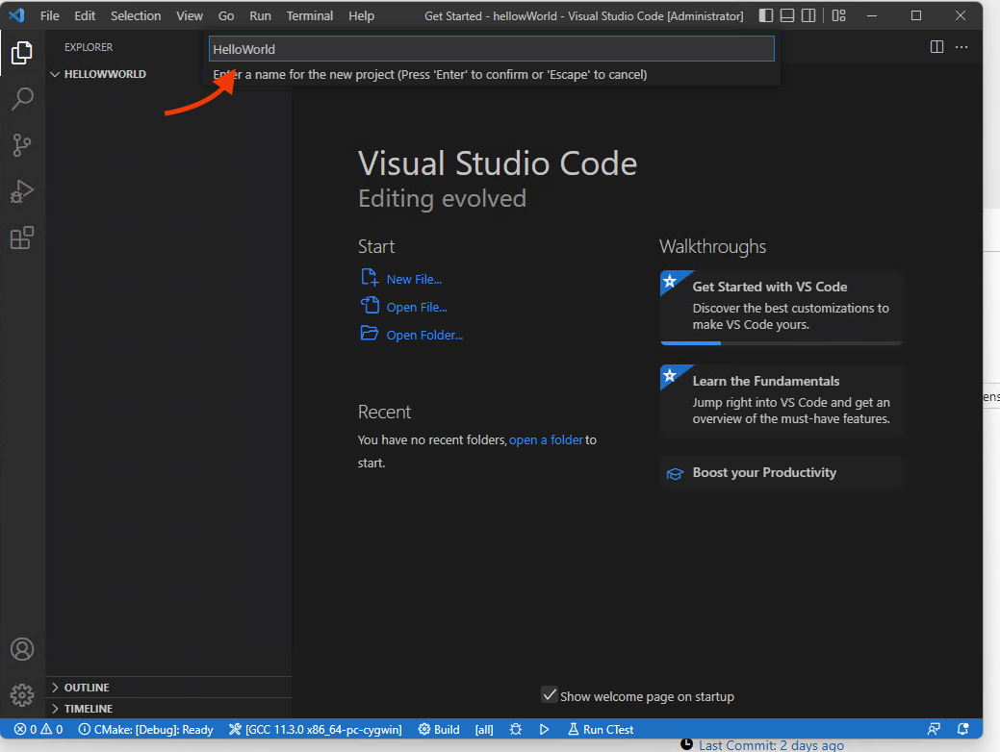 File Edit Selection View Go Run Terminal Help Get Started - hellowWorld - Visual Studio Code [Administrator]
EXPLORER
HELLOWWORLD
HelloWorld
Enter a name for the new project (Press 'Enter' to confirm or 'Escape' to cancel)
Visual Studio Code
Editing evolved
Start
New File...
Open File...
Open Folder...
Recent
You have no recent folders, open a folder to
start.
Walkthroughs
Get Started with VS Code
Discover the best customizations to
make VS Code yours.
Learn the Fundamentals
Jump right into VS Code and get an
overview of the must-have features.
Boost your Productivity
ens
OUTLINE
TIMELINE
Show welcome page on startup
0 0 CMake: [Debug]: Ready [GCC 11.3.0 x86_64-pc-cygwin] Build [all] Run CTest
Last Commit: 2 days ago